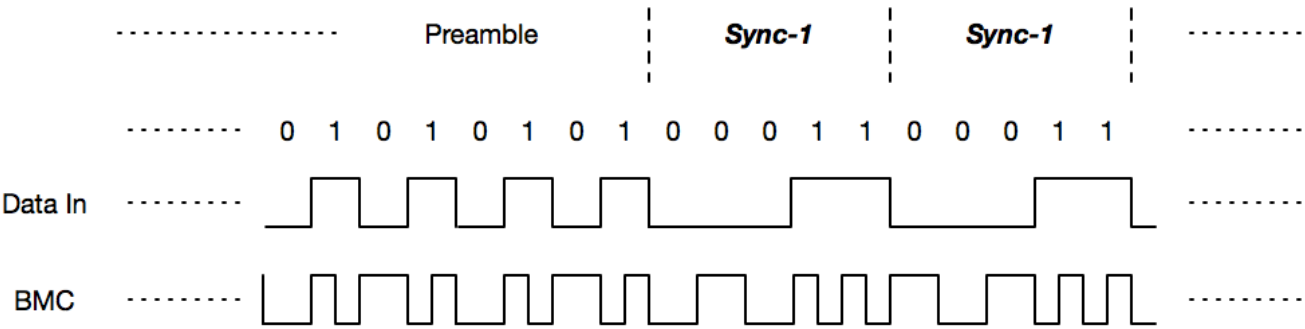 Preamble Sync-1 Sync-1
0 1 0 1 0 1 0 1 0 0 0 1 1 0 0 0 1 1
Data In
BMC